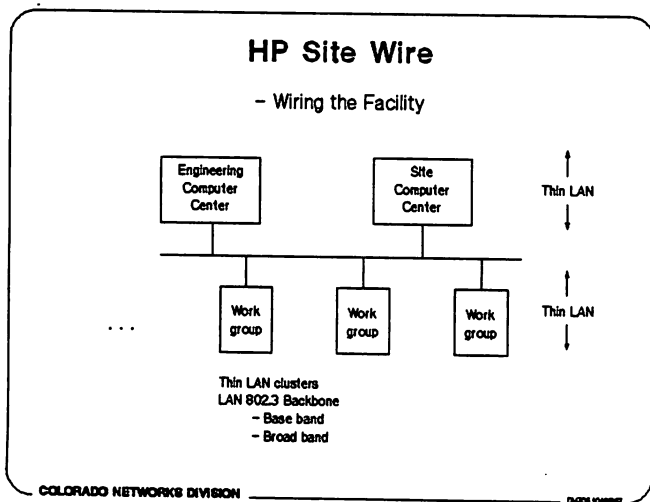 HP Site Wire
- Wiring the Facility
Engineering
Computer
Center
Site
Computer
Center
Thin LAN
Work
group
Work
group
Work
group
Thin LAN
...
Thin LAN clusters
LAN 802.3 Backbone
- Base band
- Broad band
COLORADO NETWORKS DIVISION